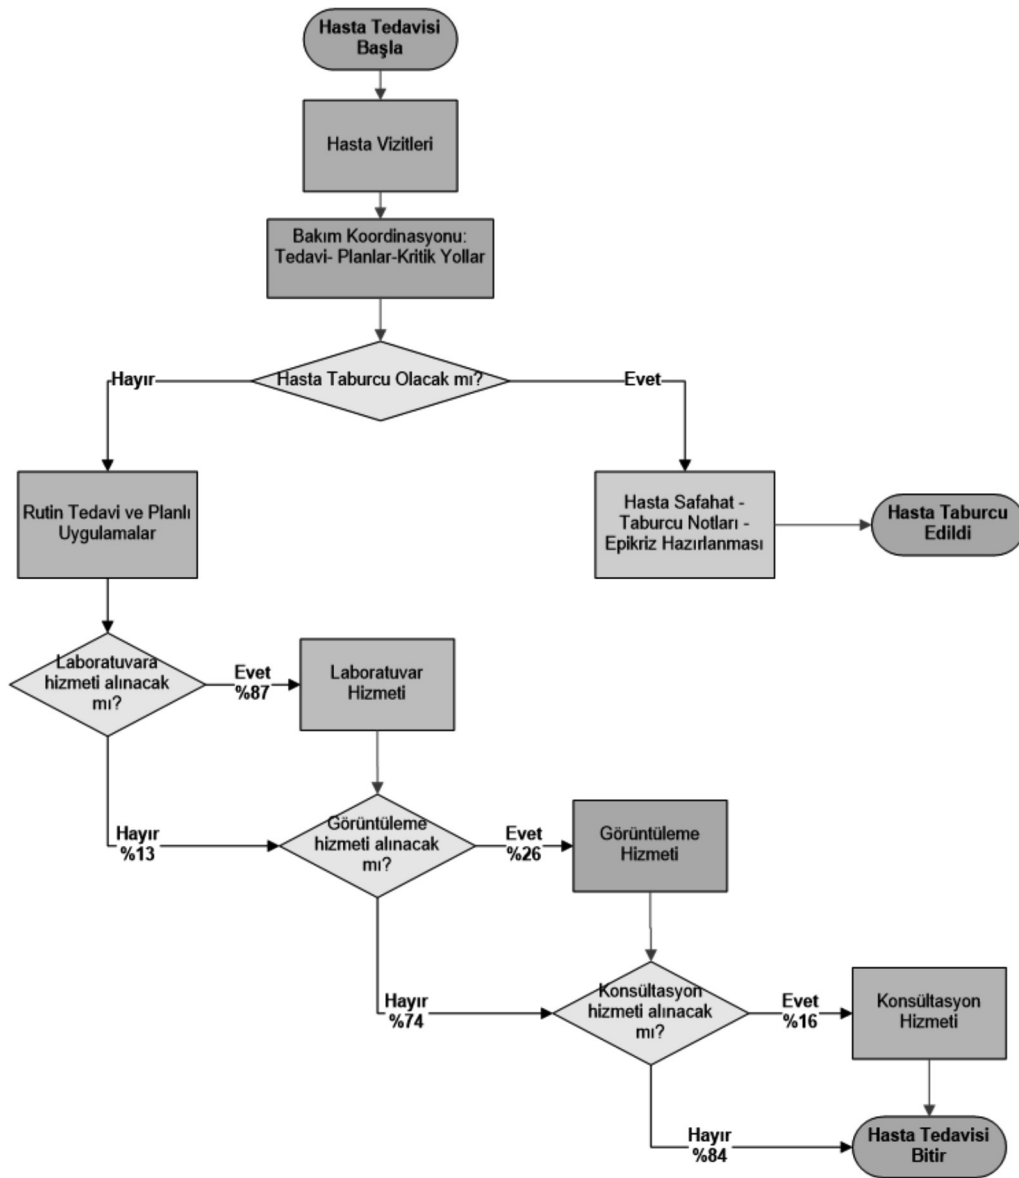 Hasta Tedavisi
Başla
Hasta Vizitleri
Bakım Koordinasyonu:
Tedavi- Planlar-Kritik Yollar
Hayır
Hasta Taburcu Olacak mı?
Evet
Rutin Tedavi ve Planlı
Uygulamalar
Hasta Safahat -
Taburcu Notları -
Epikriz Hazırlanması
Hasta Taburcu
Edildi
Laboratuvara
hizmeti alınacak
mı?
Evet
%87
Laboratuvar
Hizmeti
Hayır
%13
Görüntüleme
hizmeti alınacak
mı?
Evet
%26
Görüntüleme
Hizmeti
Hayır
%74
Konsültasyon
hizmeti alınacak
mı?
Evet
%16
Konsültasyon
Hizmeti
Hayır
%84
Hasta Tedavisi
Bitir